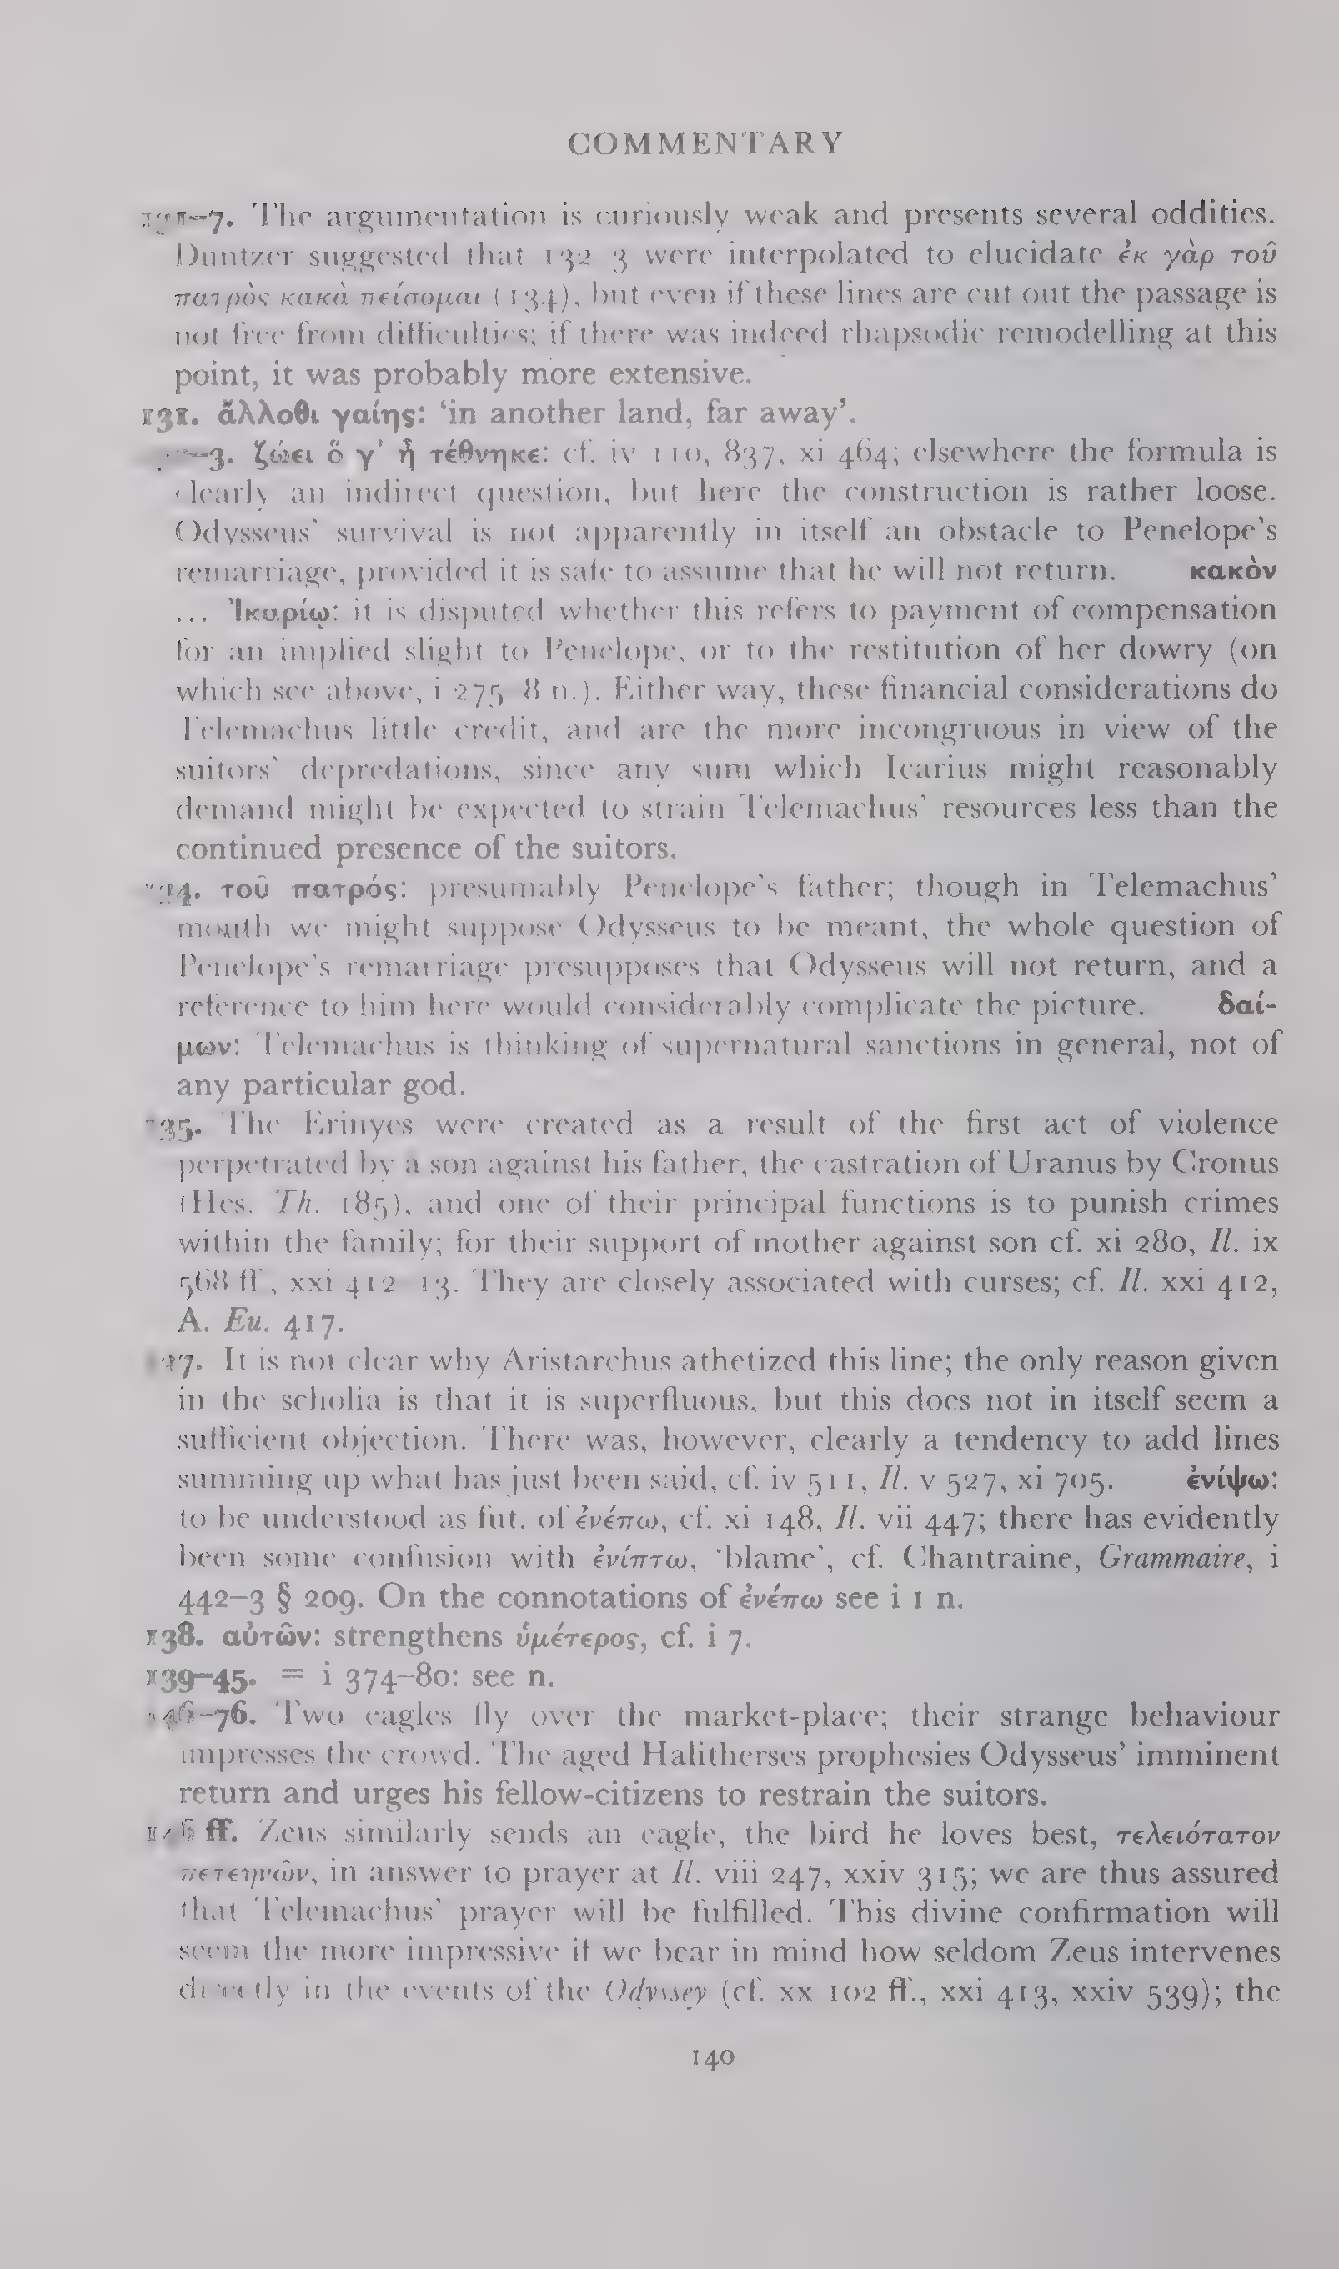 COMMENTARY
131–7. The argumentation is curiously weak and presents several oddities.
Duntzer suggested that 132–3 were interpolated to elucidate ἐκ γὰρ τοῦ
πατρὸς κακὰ πείσομαι (134), but even if these lines are cut out the passage is
not free from difficulties; if there was indeed rhapsodic remodelling at this
point, it was probably more extensive.
131. ἄλλοθι γαίης: ‘in another land, far away’.
–3. ζώει ὅ γ’ ἦ τέθνηκε: cf. iv 110, 837, xi 464; elsewhere the formula is
clearly an indirect question, but here the construction is rather loose.
Odysseus’ survival is not apparently in itself an obstacle to Penelope’s
remarriage, provided it is safe to assume that he will not return. κακὸν
... Ἰκαρίῳ: it is disputed whether this refers to payment of compensation
for an implied slight to Penelope, or to the restitution of her dowry (on
which see above, i 275–8 n.). Either way, these financial considerations do
Telemachus little credit, and are the more incongruous in view of the
suitors’ depredations, since any sum which Icarius might reasonably
demand might be expected to strain Telemachus’ resources less than the
continued presence of the suitors.
134. τοῦ πατρός: presumably Penelope’s father; though in Telemachus’
mouth we might suppose Odysseus to be meant, the whole question of
Penelope’s remarriage presupposes that Odysseus will not return, and a
reference to him here would considerably complicate the picture. δαί-
μων: Telemachus is thinking of supernatural sanctions in general, not of
any particular god.
135. The Erinyes were created as a result of the first act of violence
perpetrated by a son against his father, the castration of Uranus by Cronus
(Hes. Th. 185), and one of their principal functions is to punish crimes
within the family; for their support of mother against son cf. xi 280, Il. ix
568 ff., xxi 412–13. They are closely associated with curses; cf. Il. xxi 412,
A. Eu. 417.
137. It is not clear why Aristarchus athetized this line; the only reason given
in the scholia is that it is superfluous, but this does not in itself seem a
sufficient objection. There was, however, clearly a tendency to add lines
summing up what has just been said, cf. iv 511, Il. v 527, xi 705. ἐνίψω:
to be understood as fut. of ἐνέπω, cf. xi 148, Il. vii 447; there has evidently
been some confusion with ἐνίπτω, ‘blame’, cf. Chantraine, Grammaire, i
442–3 § 209. On the connotations of ἐνέπω see i 1 n.
138. αὐτῶν: strengthens ὑμέτερος, cf. i 7.
139–45. = i 374–80: see n.
146–76. Two eagles fly over the market-place; their strange behaviour
impresses the crowd. The aged Halitherses prophesies Odysseus’ imminent
return and urges his fellow-citizens to restrain the suitors.
146 ff. Zeus similarly sends an eagle, the bird he loves best, τελειότατον
πετεηνῶν, in answer to prayer at Il. viii 247, xxiv 315; we are thus assured
that Telemachus’ prayer will be fulfilled. This divine confirmation will
seem the more impressive if we bear in mind how seldom Zeus intervenes
directly in the events of the Odyssey (cf. xx 102 ff., xxi 413, xxiv 539); the
140